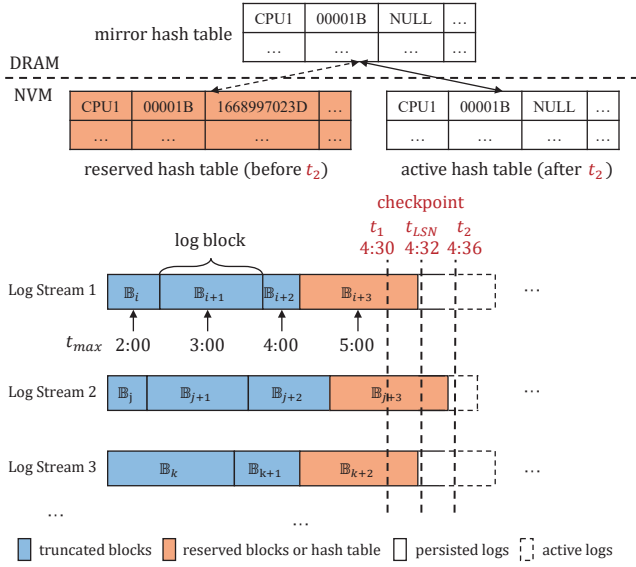 mirror hash table
CPU1 00001B NULL ...
... ... ... ...
DRAM
NVM
CPU1 00001B 1668997023D ...
... ... ... ...
CPU1 00001B NULL ...
... ... ... ...
reserved hash table (before t₂)
active hash table (after t₂)
checkpoint
t₁ t_LSN t₂
4:30 4:32 4:36
log block
Log Stream 1 𝔹ᵢ 𝔹ᵢ₊₁ 𝔹ᵢ₊₂ 𝔹ᵢ₊₃ ...
t_max 2:00 3:00 4:00 5:00
Log Stream 2 𝔹ⱼ 𝔹ⱼ₊₁ 𝔹ⱼ₊₂ 𝔹ⱼ₊₃ ...
Log Stream 3 𝔹ₖ 𝔹ₖ₊₁ 𝔹ₖ₊₂ ...
... ...
truncated blocks reserved blocks or hash table persisted logs active logs